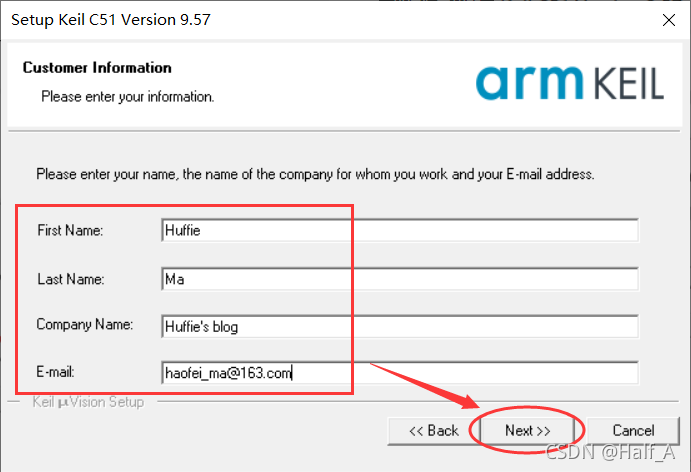 Setup Keil C51 Version 9.57
Customer Information
Please enter your information.
arm KEIL
Please enter your name, the name of the company for whom you work and your E-mail address.
First Name: Huffie
Last Name: Ma
Company Name: Huffie's blog
E-mail: haofei_ma@163.com
Keil µVision Setup
<< Back Next >> Cancel
CSDN @Half_A